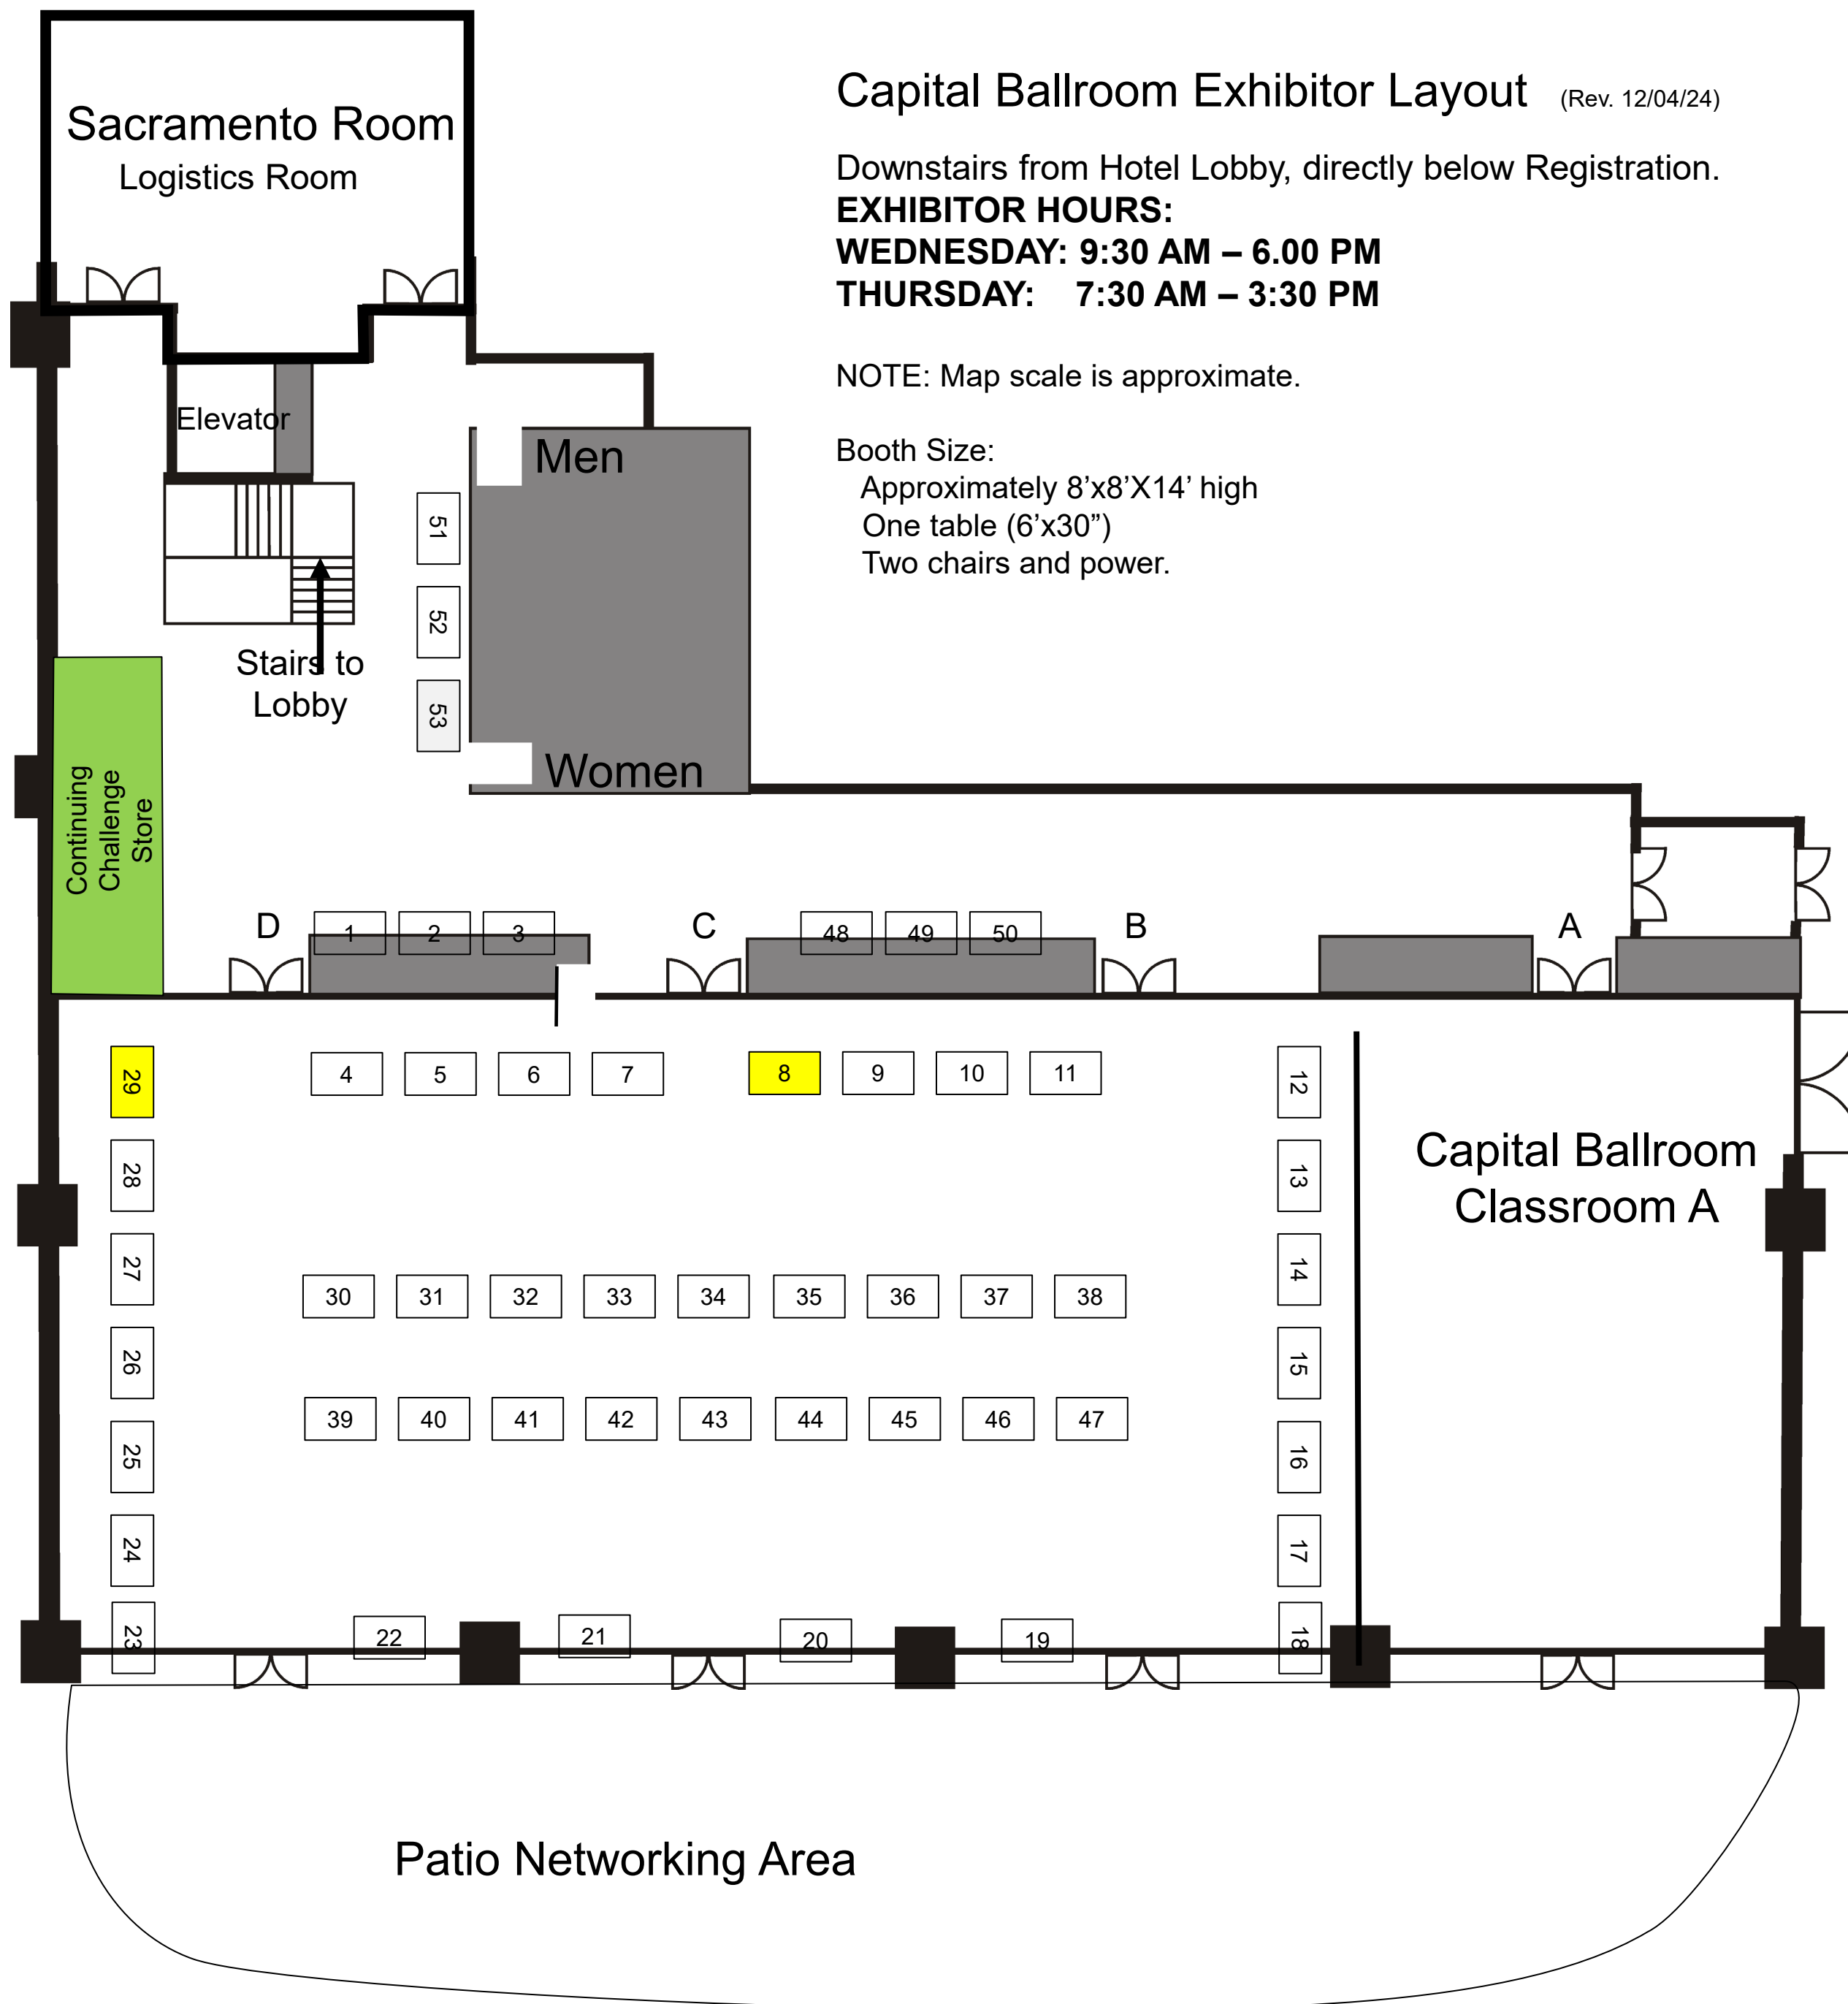 Capital Ballroom Exhibitor Layout (Rev. 12/04/24)
Downstairs from Hotel Lobby, directly below Registration.
EXHIBITOR HOURS:
WEDNESDAY: 9:30 AM – 6.00 PM
THURSDAY: 7:30 AM – 3:30 PM
NOTE: Map scale is approximate.
Booth Size:
Approximately 8’x8’X14’ high
One table (6’x30”)
Two chairs and power.
Sacramento Room
Logistics Room
Elevator
Men
51
52
53
Stairs to
Lobby
Women
Continuing
Challenge
Store
D
1
2
3
C
48
49
50
B
A
29
4
5
6
7
8
9
10
11
12
28
13
Capital Ballroom
Classroom A
27
14
30
31
32
33
34
35
36
37
38
26
15
39
40
41
42
43
44
45
46
47
25
16
24
17
23
22
21
20
19
18
Patio Networking Area